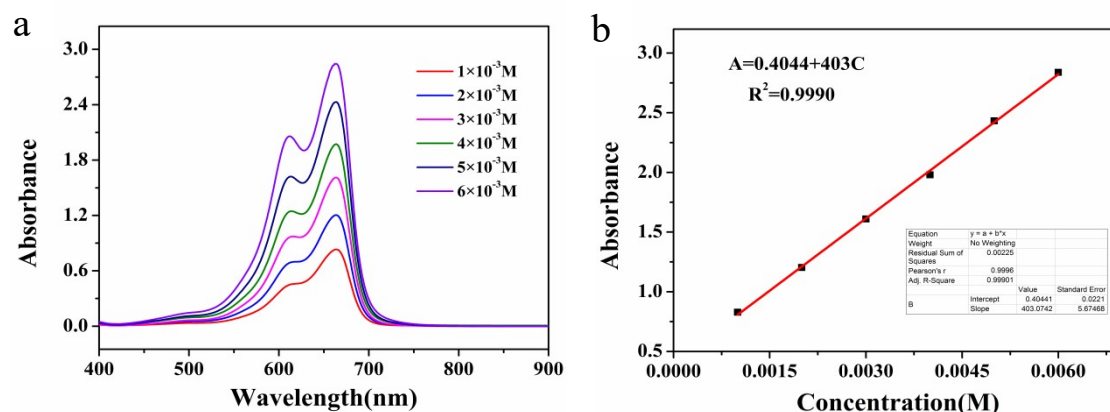 a
3.0
2.4
1.8
1.2
0.6
0.0
Absorbance
400
500
600
700
800
900
Wavelength(nm)
1×10⁻³M
2×10⁻³M
3×10⁻³M
4×10⁻³M
5×10⁻³M
6×10⁻³M
b
3.0
2.5
2.0
1.5
1.0
0.5
Absorbance
0.0000
0.0015
0.0030
0.0045
0.0060
Concentration(M)
A=0.4044+403C
R²=0.9990
Equation y = a + b*x
Weight No Weighting
Residual Sum of Squares 0.00225
Pearson's r 0.9996
Adj. R-Square 0.99901
Value Standard Error
B Intercept 0.40441 0.0221
Slope 403.0742 5.67468